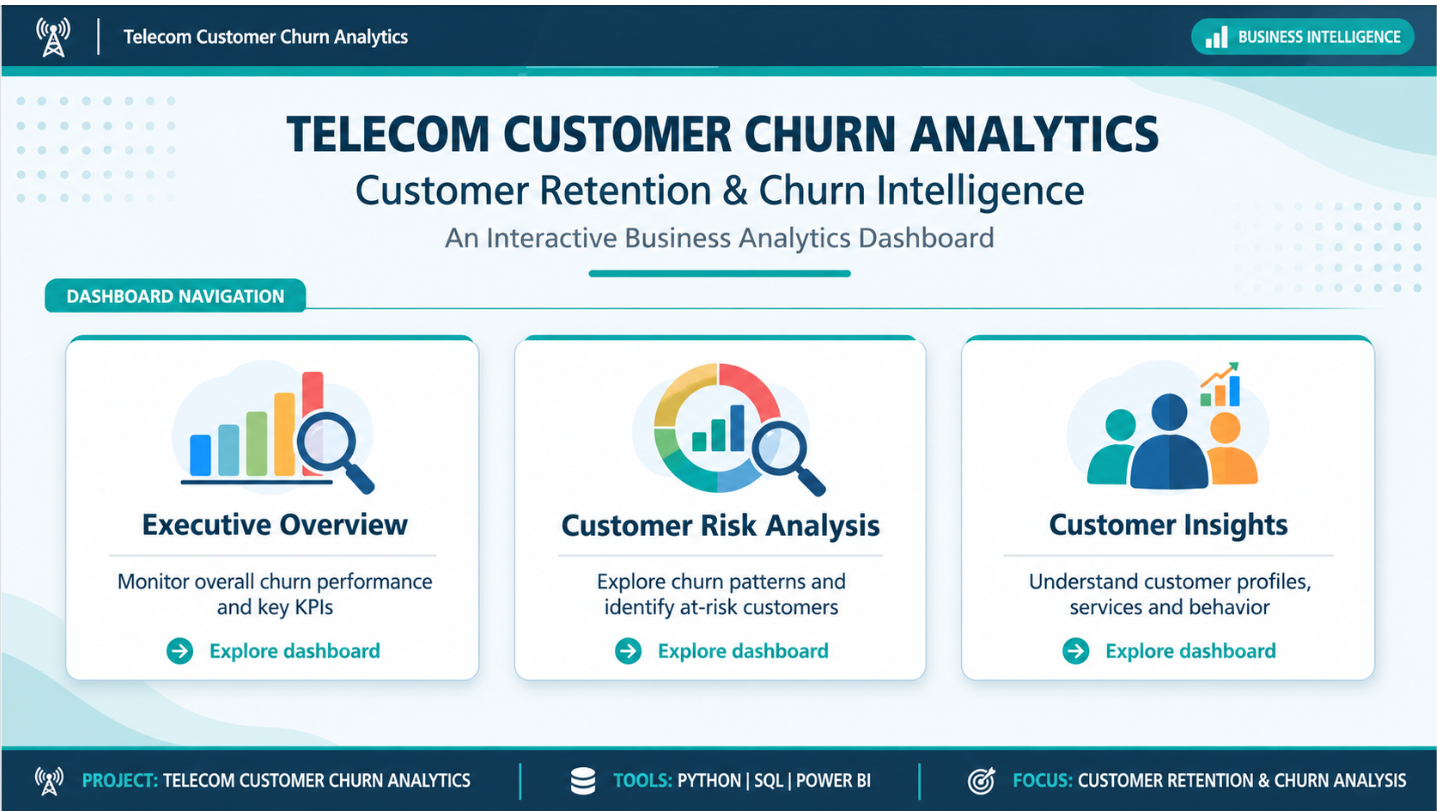 Telecom Customer Churn Analytics
BUSINESS INTELLIGENCE
TELECOM CUSTOMER CHURN ANALYTICS
Customer Retention & Churn Intelligence
An Interactive Business Analytics Dashboard
DASHBOARD NAVIGATION
Executive Overview
Monitor overall churn performance
and key KPIs
Explore dashboard
Customer Risk Analysis
Explore churn patterns and
identify at-risk customers
Explore dashboard
Customer Insights
Understand customer profiles,
services and behavior
Explore dashboard
PROJECT: TELECOM CUSTOMER CHURN ANALYTICS
TOOLS: PYTHON | SQL | POWER BI
FOCUS: CUSTOMER RETENTION & CHURN ANALYSIS